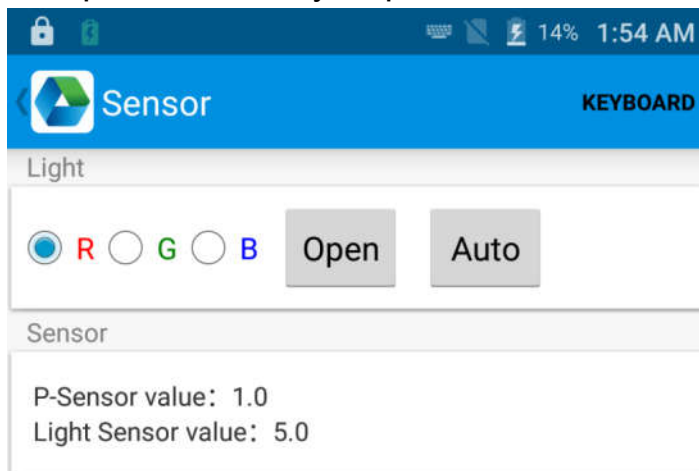 14% 1:54 AM
Sensor KEYBOARD
Light
R G B Open Auto
Sensor
P-Sensor value: 1.0
Light Sensor value: 5.0